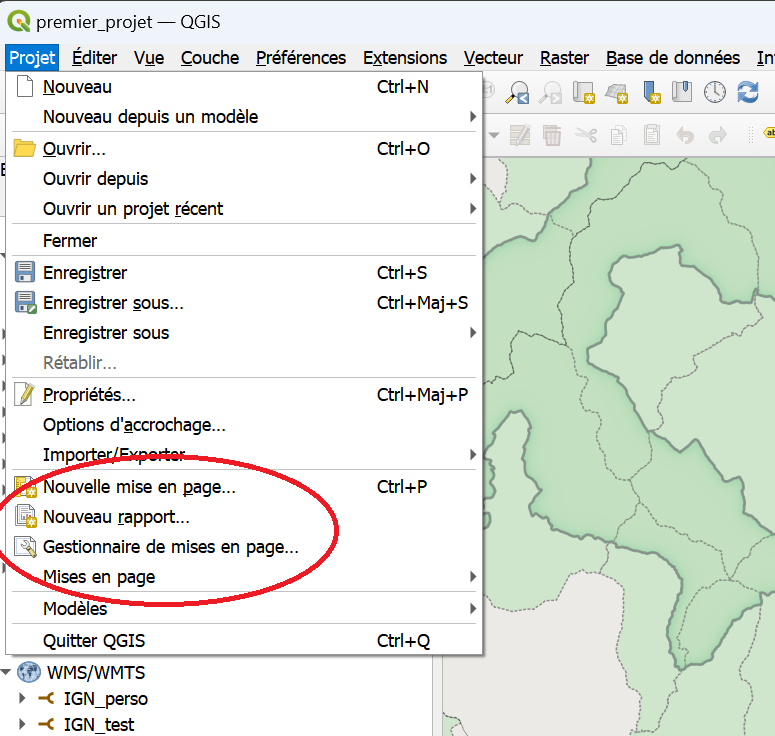 premier_projet — QGIS
Projet Éditer Vue Couche Préférences Extensions Vecteur Raster Base de données
Nouveau Ctrl+N
Nouveau depuis un modèle
Ouvrir... Ctrl+O
Ouvrir depuis
Ouvrir un projet récent
Fermer
Enregistrer Ctrl+S
Enregistrer sous... Ctrl+Maj+S
Enregistrer sous
Rétablir...
Propriétés... Ctrl+Maj+P
Options d'accrochage...
Importer/Exporter
Nouvelle mise en page... Ctrl+P
Nouveau rapport...
Gestionnaire de mises en page...
Mises en page
Modèles
Quitter QGIS Ctrl+Q
WMS/WMTS
IGN_perso
IGN_test